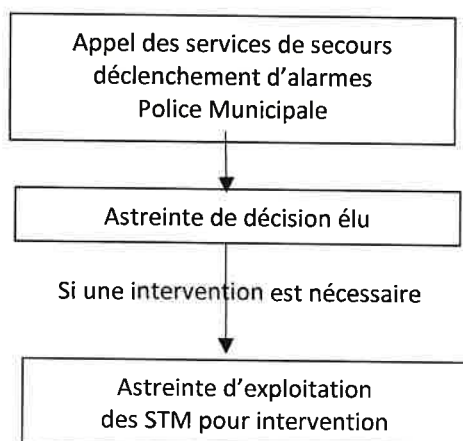 Appel des services de secours
déclenchement d'alarmes
Police Municipale
Astreinte de décision élu
Si une intervention est nécessaire
Astreinte d'exploitation
des STM pour intervention